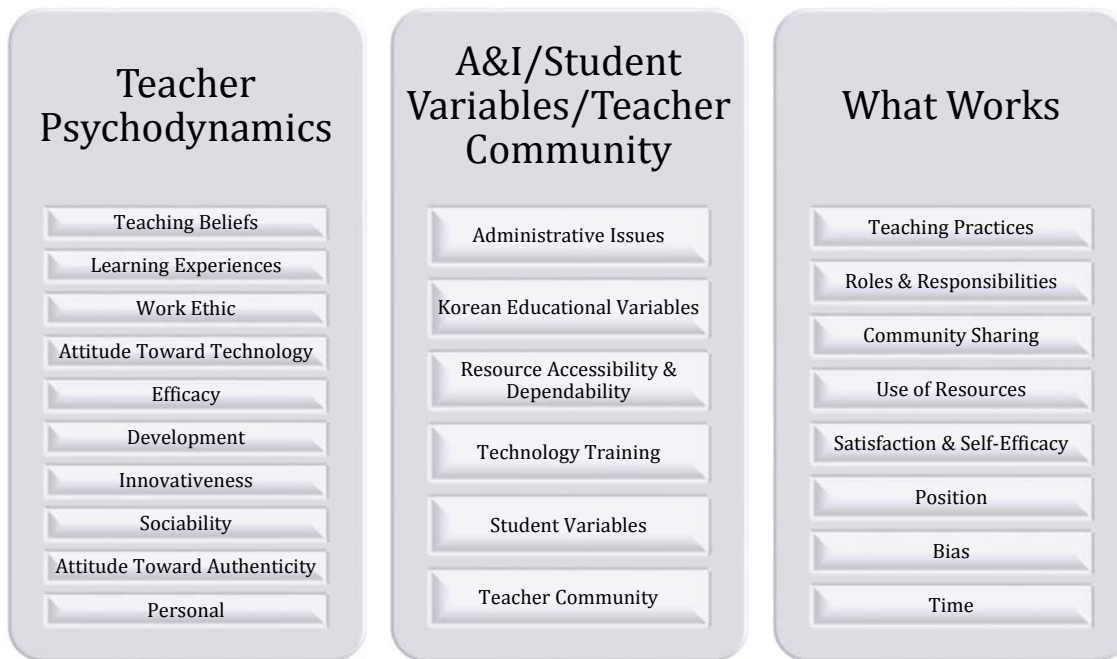 Teacher
Psychodynamics
Teaching Beliefs
Learning Experiences
Work Ethic
Attitude Toward Technology
Efficacy
Development
Innovativeness
Sociability
Attitude Toward Authenticity
Personal
A&I/Student
Variables/Teacher
Community
Administrative Issues
Korean Educational Variables
Resource Accessibility &
Dependability
Technology Training
Student Variables
Teacher Community
What Works
Teaching Practices
Roles & Responsibilities
Community Sharing
Use of Resources
Satisfaction & Self-Efficacy
Position
Bias
Time